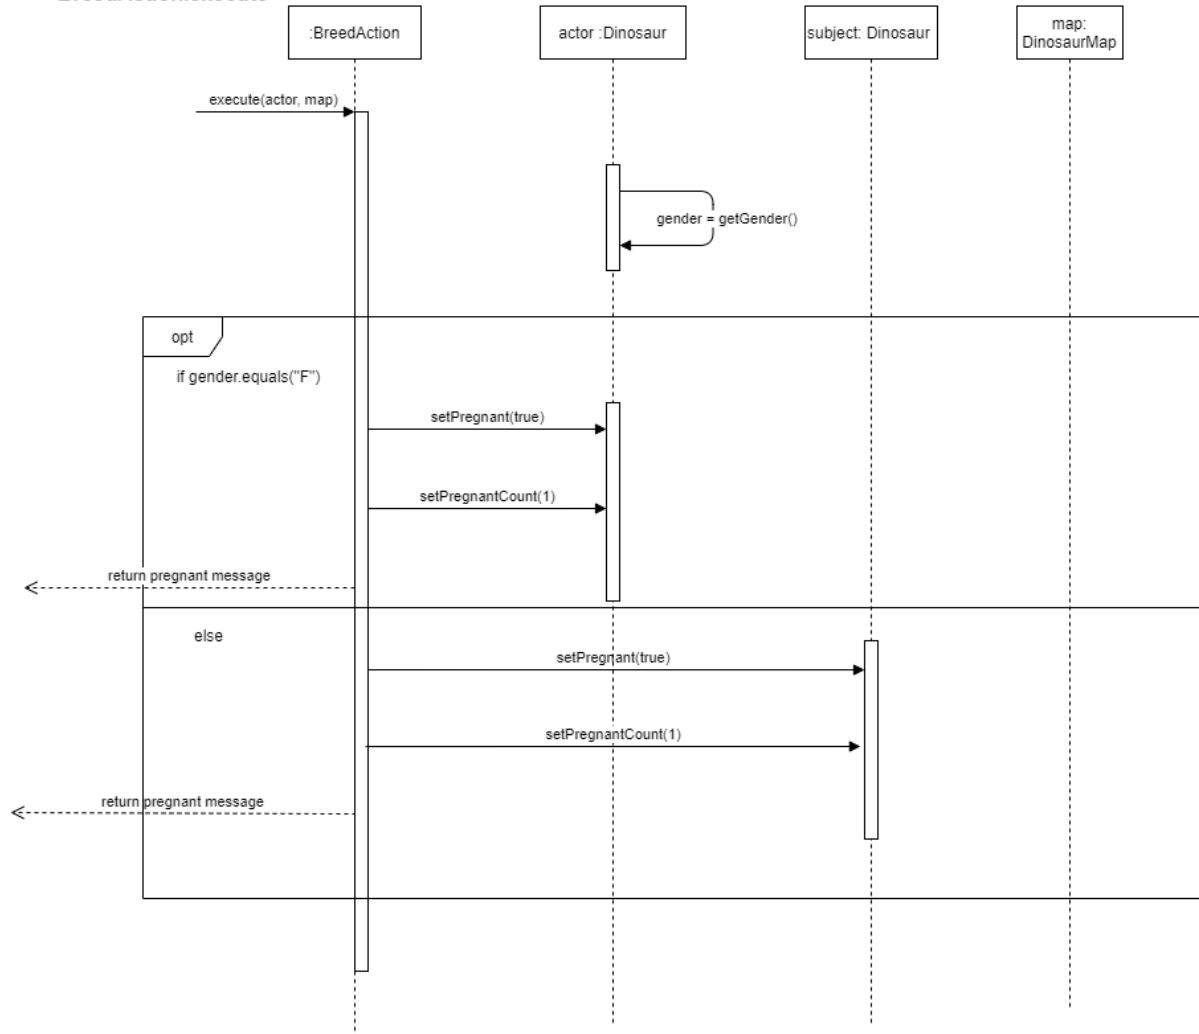 :BreedAction
actor :Dinosaur
subject: Dinosaur
map:
DinosaurMap
execute(actor, map)
gender = getGender()
opt
if gender.equals("F")
setPregnant(true)
setPregnantCount(1)
return pregnant message
else
setPregnant(true)
setPregnantCount(1)
return pregnant message